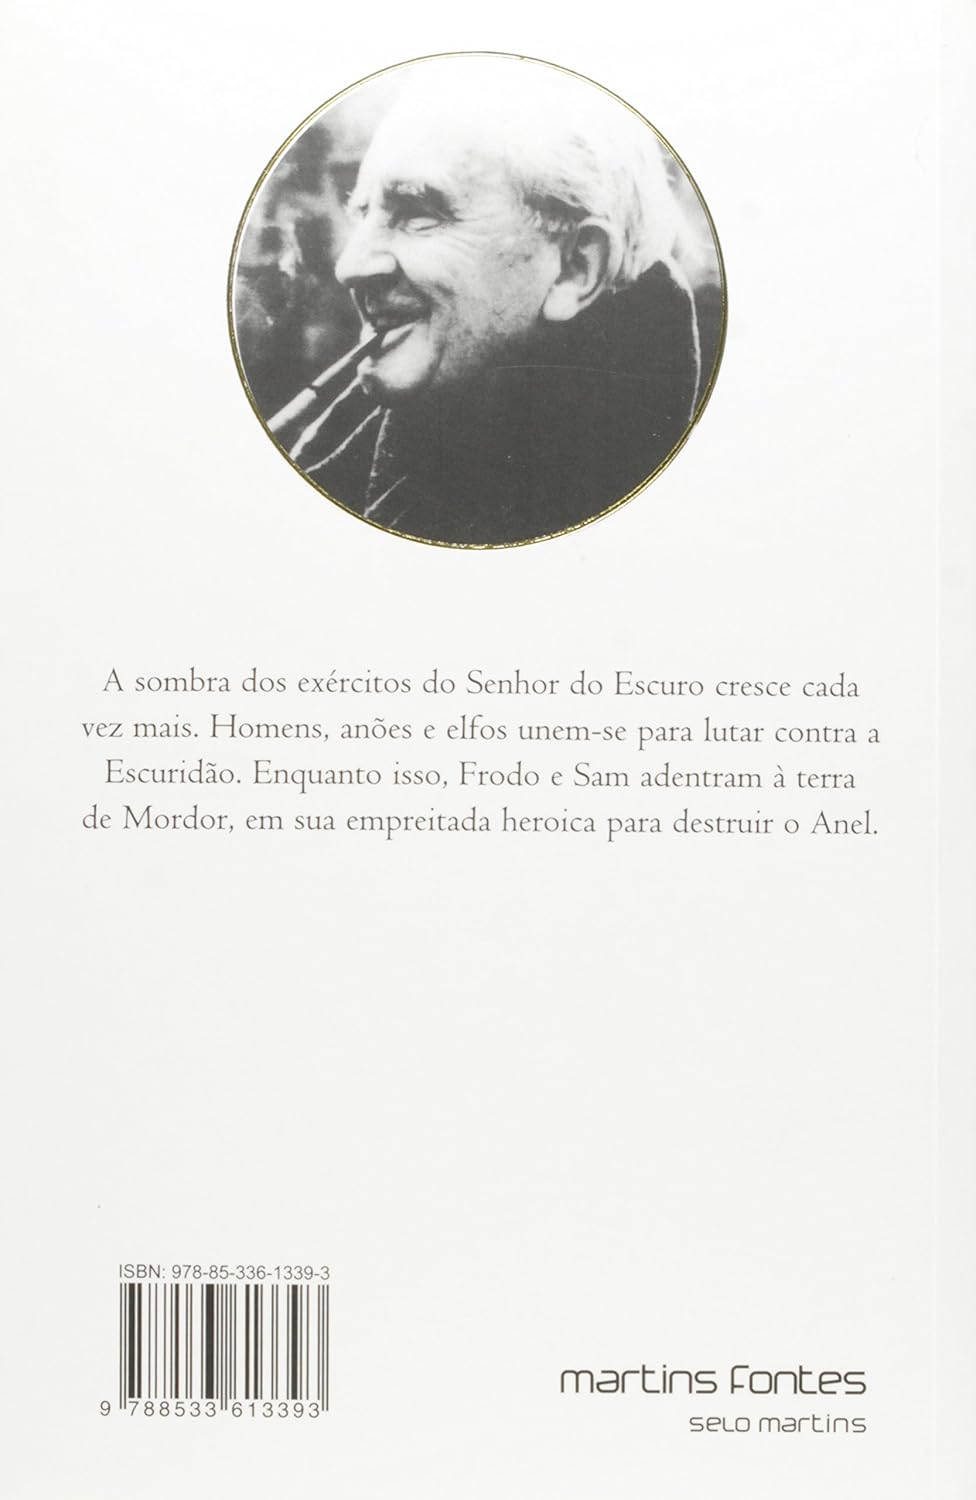 A sombra dos exércitos do Senhor do Escuro cresce cada
vez mais. Homens, anões e elfos unem-se para lutar contra a
Escuridão. Enquanto isso, Frodo e Sam adentram à terra
de Mordor, em sua empreitada heroica para destruir o Anel.
ISBN: 978-85-336-1339-3
9 788533 613393
martins fontes
selo martins